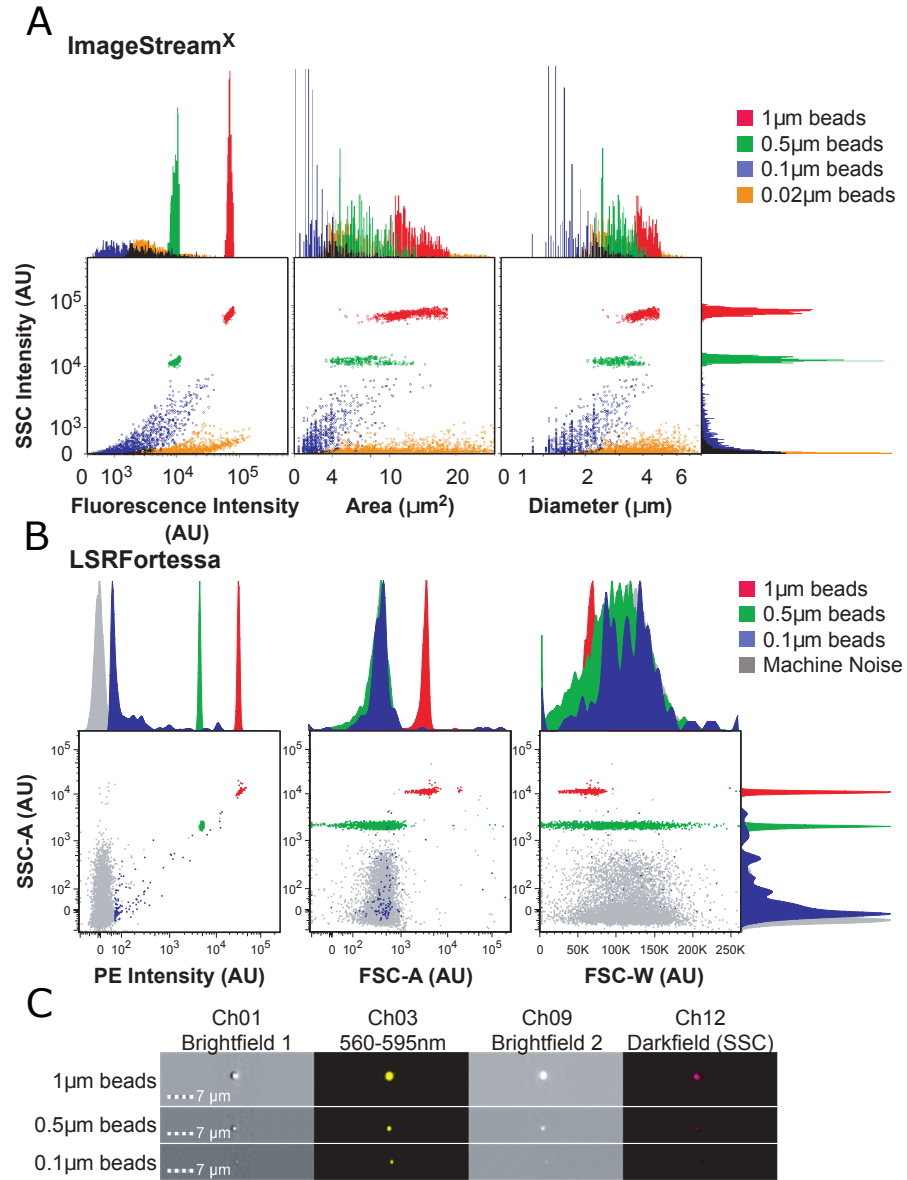 A
ImageStreamX
1µm beads
0.5µm beads
0.1µm beads
0.02µm beads
SSC Intensity (AU)
10^5
10^4
10^3
0
0 10^3 10^4 10^5
0 4 10 20
0 1 2 4 6
Fluorescence Intensity (AU)
Area (µm²)
Diameter (µm)
B
LSRFortessa
1µm beads
0.5µm beads
0.1µm beads
Machine Noise
SSC-A (AU)
10^5
10^4
10^3
10^2
0
0 10^2 10^3 10^4 10^5
0 10^2 10^3 10^4 10^5
0 50K 100K 150K 200K 250K
PE Intensity (AU)
FSC-A (AU)
FSC-W (AU)
C
Ch01 Ch03 Ch09 Ch12
Brightfield 1 560-595nm Brightfield 2 Darkfield (SSC)
1µm beads
7 µm
0.5µm beads
7 µm
0.1µm beads
7 µm